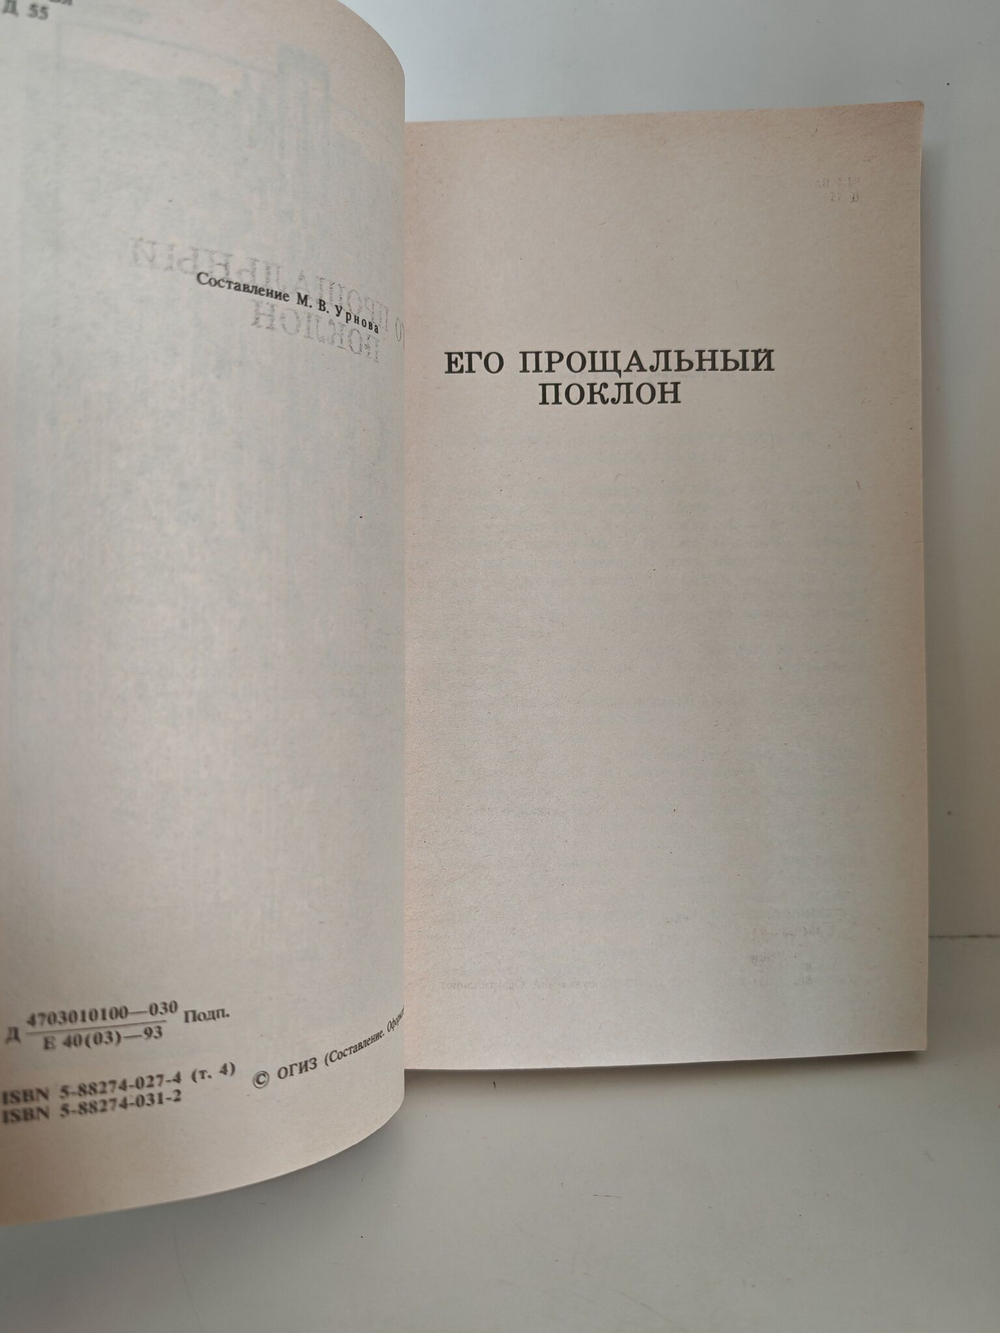 Д 55
Составление М. В. Урнова
Д 4703010100—030
Е 40(03)—93
Подп.
ISBN 5-88274-027-4 (т. 4)
ISBN 5-88274-031-2
© ОГИЗ (Составление.
ЕГО ПРОЩАЛЬНЫЙ
ПОКЛОН